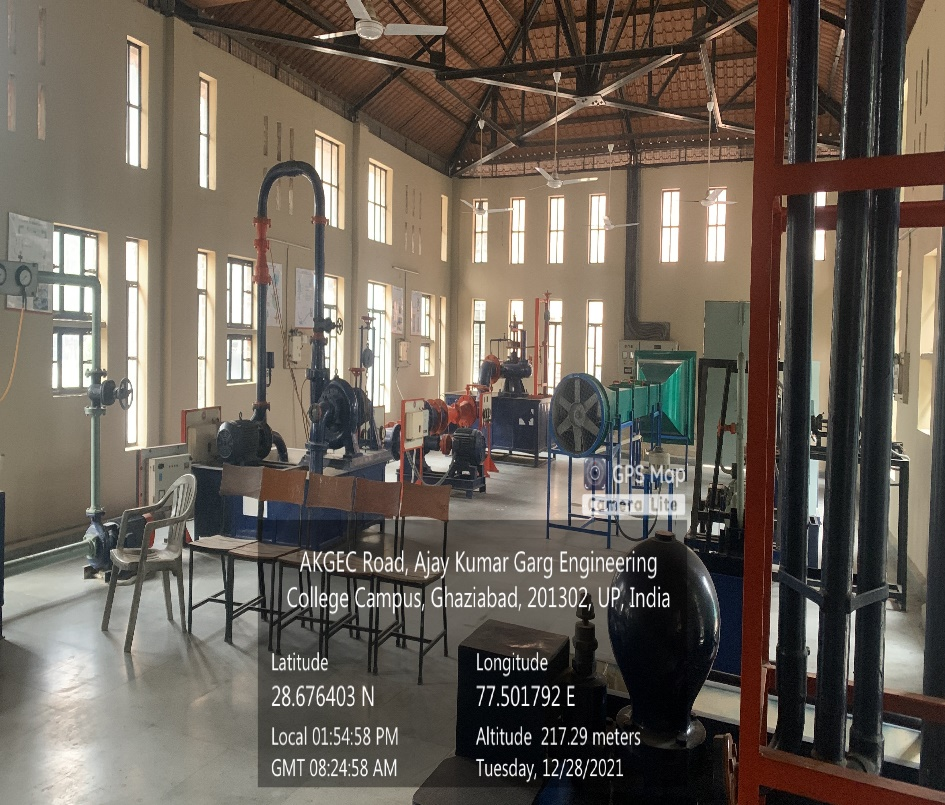 GPS Map
Camera Lite
AKGEC Road, Ajay Kumar Garg Engineering
College Campus, Ghaziabad, 201302, UP, India
Latitude
28.676403 N
Longitude
77.501792 E
Local 01:54:58 PM
GMT 08:24:58 AM
Altitude 217.29 meters
Tuesday, 12/28/2021